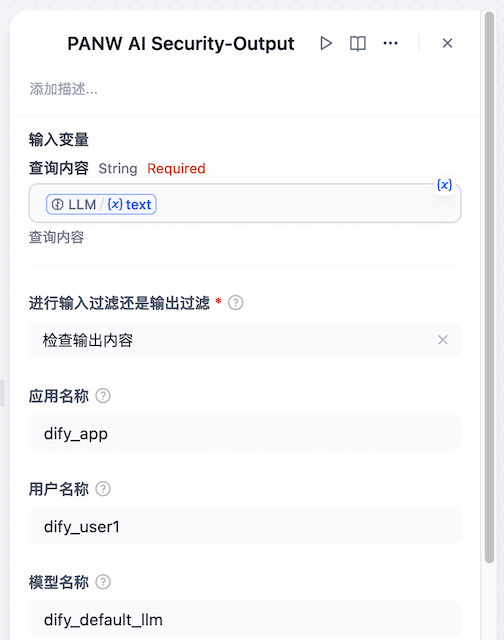 PANW AI Security-Output
添加描述...
输入变量
查询内容 String Required
{x}
LLM / {x} text
查询内容
进行输入过滤还是输出过滤 * ?
检查输出内容
应用名称 ?
dify_app
用户名称 ?
dify_user1
模型名称 ?
dify_default_llm